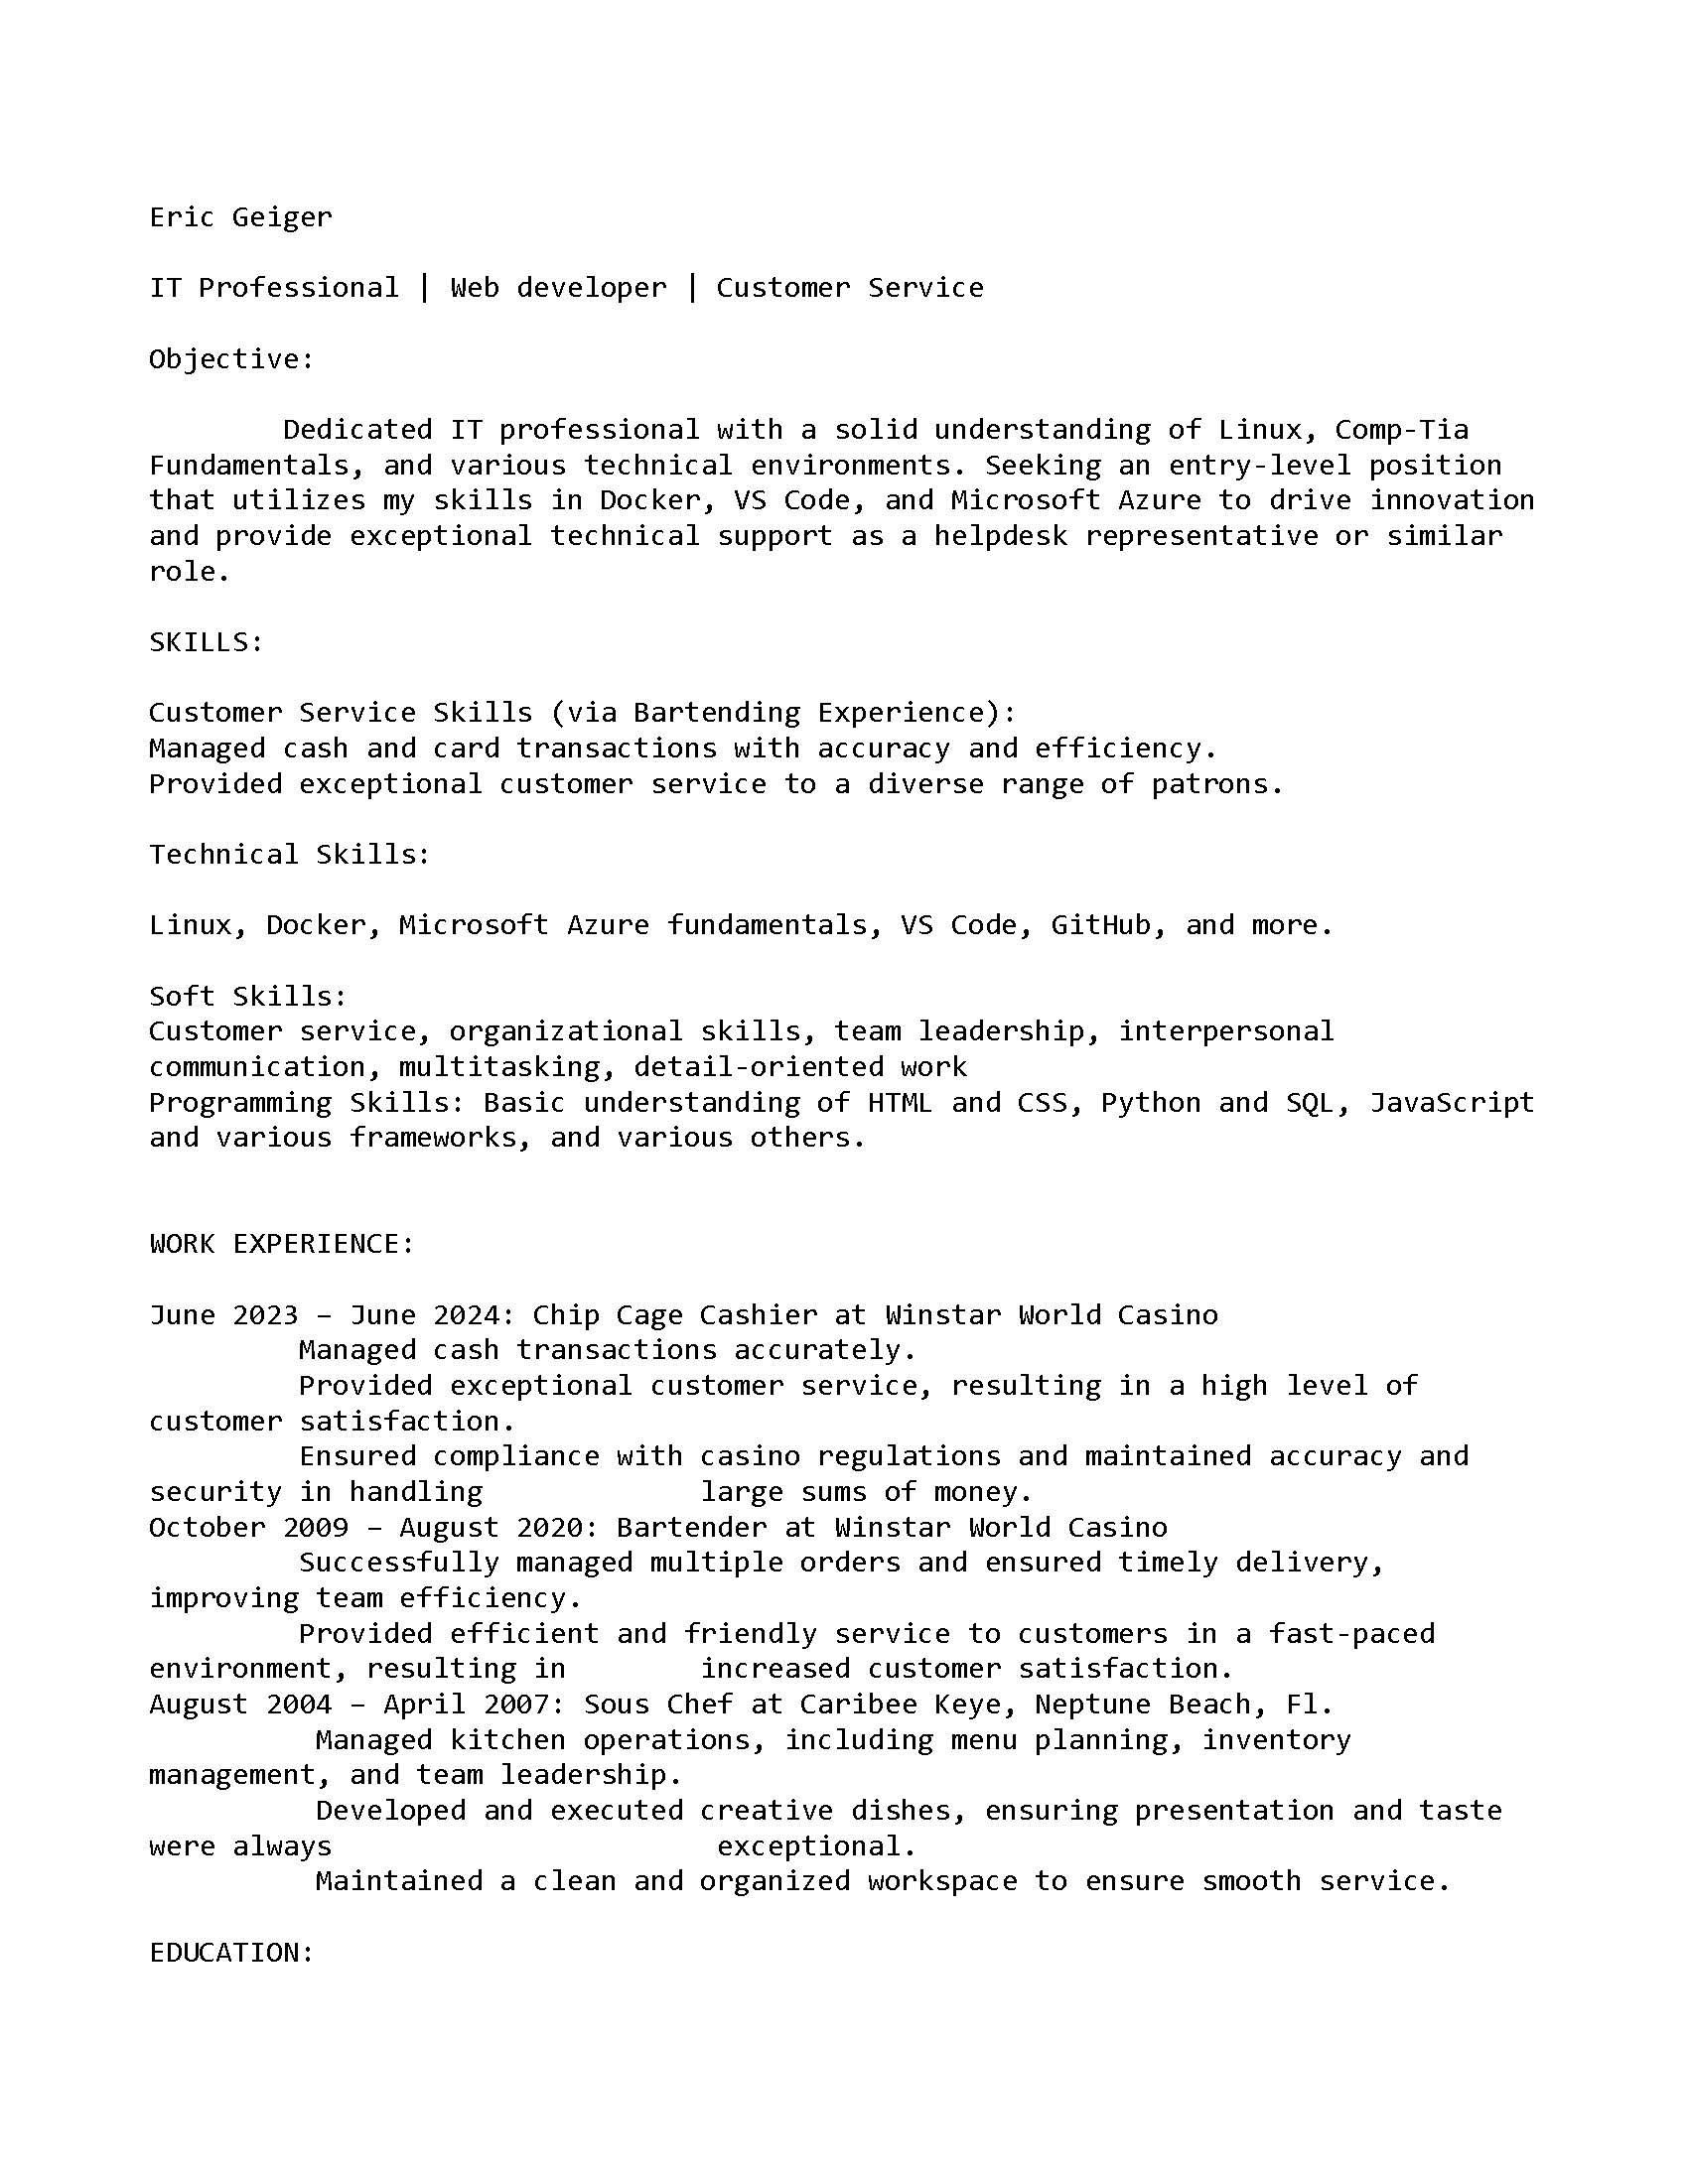 Eric Geiger
IT Professional | Web developer | Customer Service
Objective:
Dedicated IT professional with a solid understanding of Linux, Comp-Tia
Fundamentals, and various technical environments. Seeking an entry-level position
that utilizes my skills in Docker, VS Code, and Microsoft Azure to drive innovation
and provide exceptional technical support as a helpdesk representative or similar
role.
SKILLS:
Customer Service Skills (via Bartending Experience):
Managed cash and card transactions with accuracy and efficiency.
Provided exceptional customer service to a diverse range of patrons.
Technical Skills:
Linux, Docker, Microsoft Azure fundamentals, VS Code, GitHub, and more.
Soft Skills:
Customer service, organizational skills, team leadership, interpersonal
communication, multitasking, detail-oriented work
Programming Skills: Basic understanding of HTML and CSS, Python and SQL, JavaScript
and various frameworks, and various others.
WORK EXPERIENCE:
June 2023 – June 2024: Chip Cage Cashier at Winstar World Casino
Managed cash transactions accurately.
Provided exceptional customer service, resulting in a high level of
customer satisfaction.
Ensured compliance with casino regulations and maintained accuracy and
security in handling large sums of money.
October 2009 – August 2020: Bartender at Winstar World Casino
Successfully managed multiple orders and ensured timely delivery,
improving team efficiency.
Provided efficient and friendly service to customers in a fast-paced
environment, resulting in increased customer satisfaction.
August 2004 – April 2007: Sous Chef at Caribee Keye, Neptune Beach, Fl.
Managed kitchen operations, including menu planning, inventory
management, and team leadership.
Developed and executed creative dishes, ensuring presentation and taste
were always exceptional.
Maintained a clean and organized workspace to ensure smooth service.
EDUCATION: